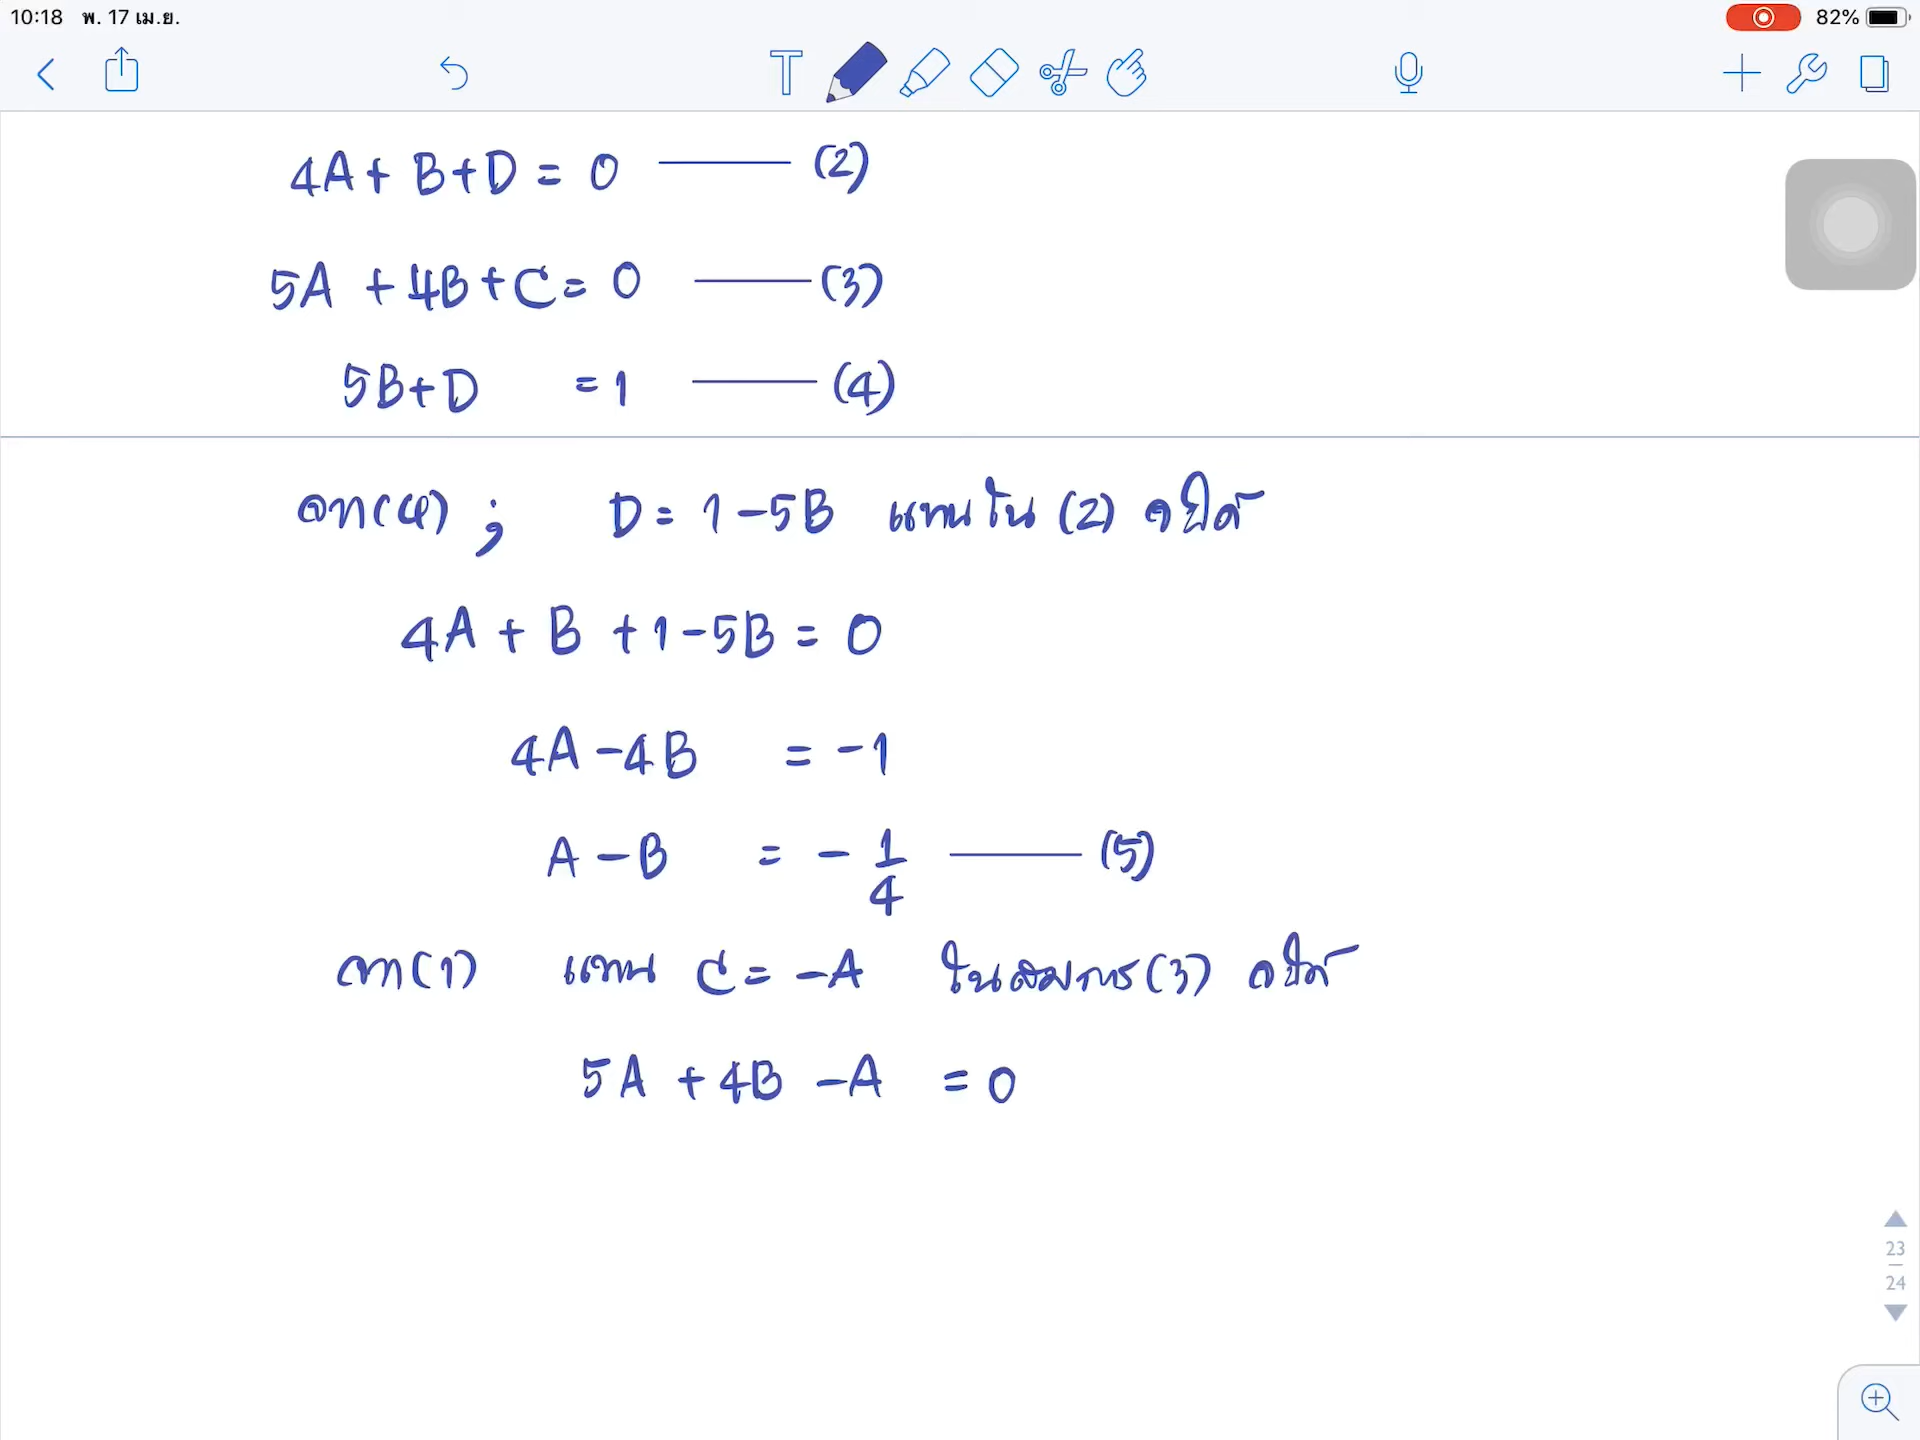 10:18 พ. 17 เม.ย. 82%
T
4A + B + D = 0 ——— (2)
5A + 4B + C = 0 ——— (3)
5B + D = 1 ——— (4)
จาก (4) ; D = 1 - 5B แทนใน (2) จะได้
4A + B + 1 - 5B = 0
4A - 4B = -1
A - B = - 1/4 ——— (5)
จาก (1) แทน C = -A ในสมการ (3) จะได้
5A + 4B - A = 0
23
24